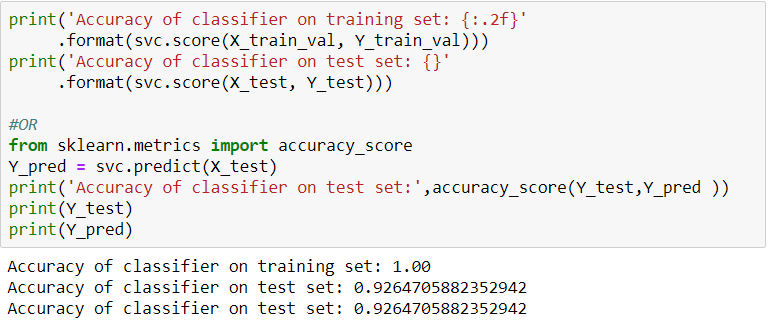 print('Accuracy of classifier on training set: {:.2f}'
     .format(svc.score(X_train_val, Y_train_val)))
print('Accuracy of classifier on test set: {}'
     .format(svc.score(X_test, Y_test)))

#OR
from sklearn.metrics import accuracy_score
Y_pred = svc.predict(X_test)
print('Accuracy of classifier on test set:',accuracy_score(Y_test,Y_pred ))
print(Y_test)
print(Y_pred)
Accuracy of classifier on training set: 1.00
Accuracy of classifier on test set: 0.9264705882352942
Accuracy of classifier on test set: 0.9264705882352942